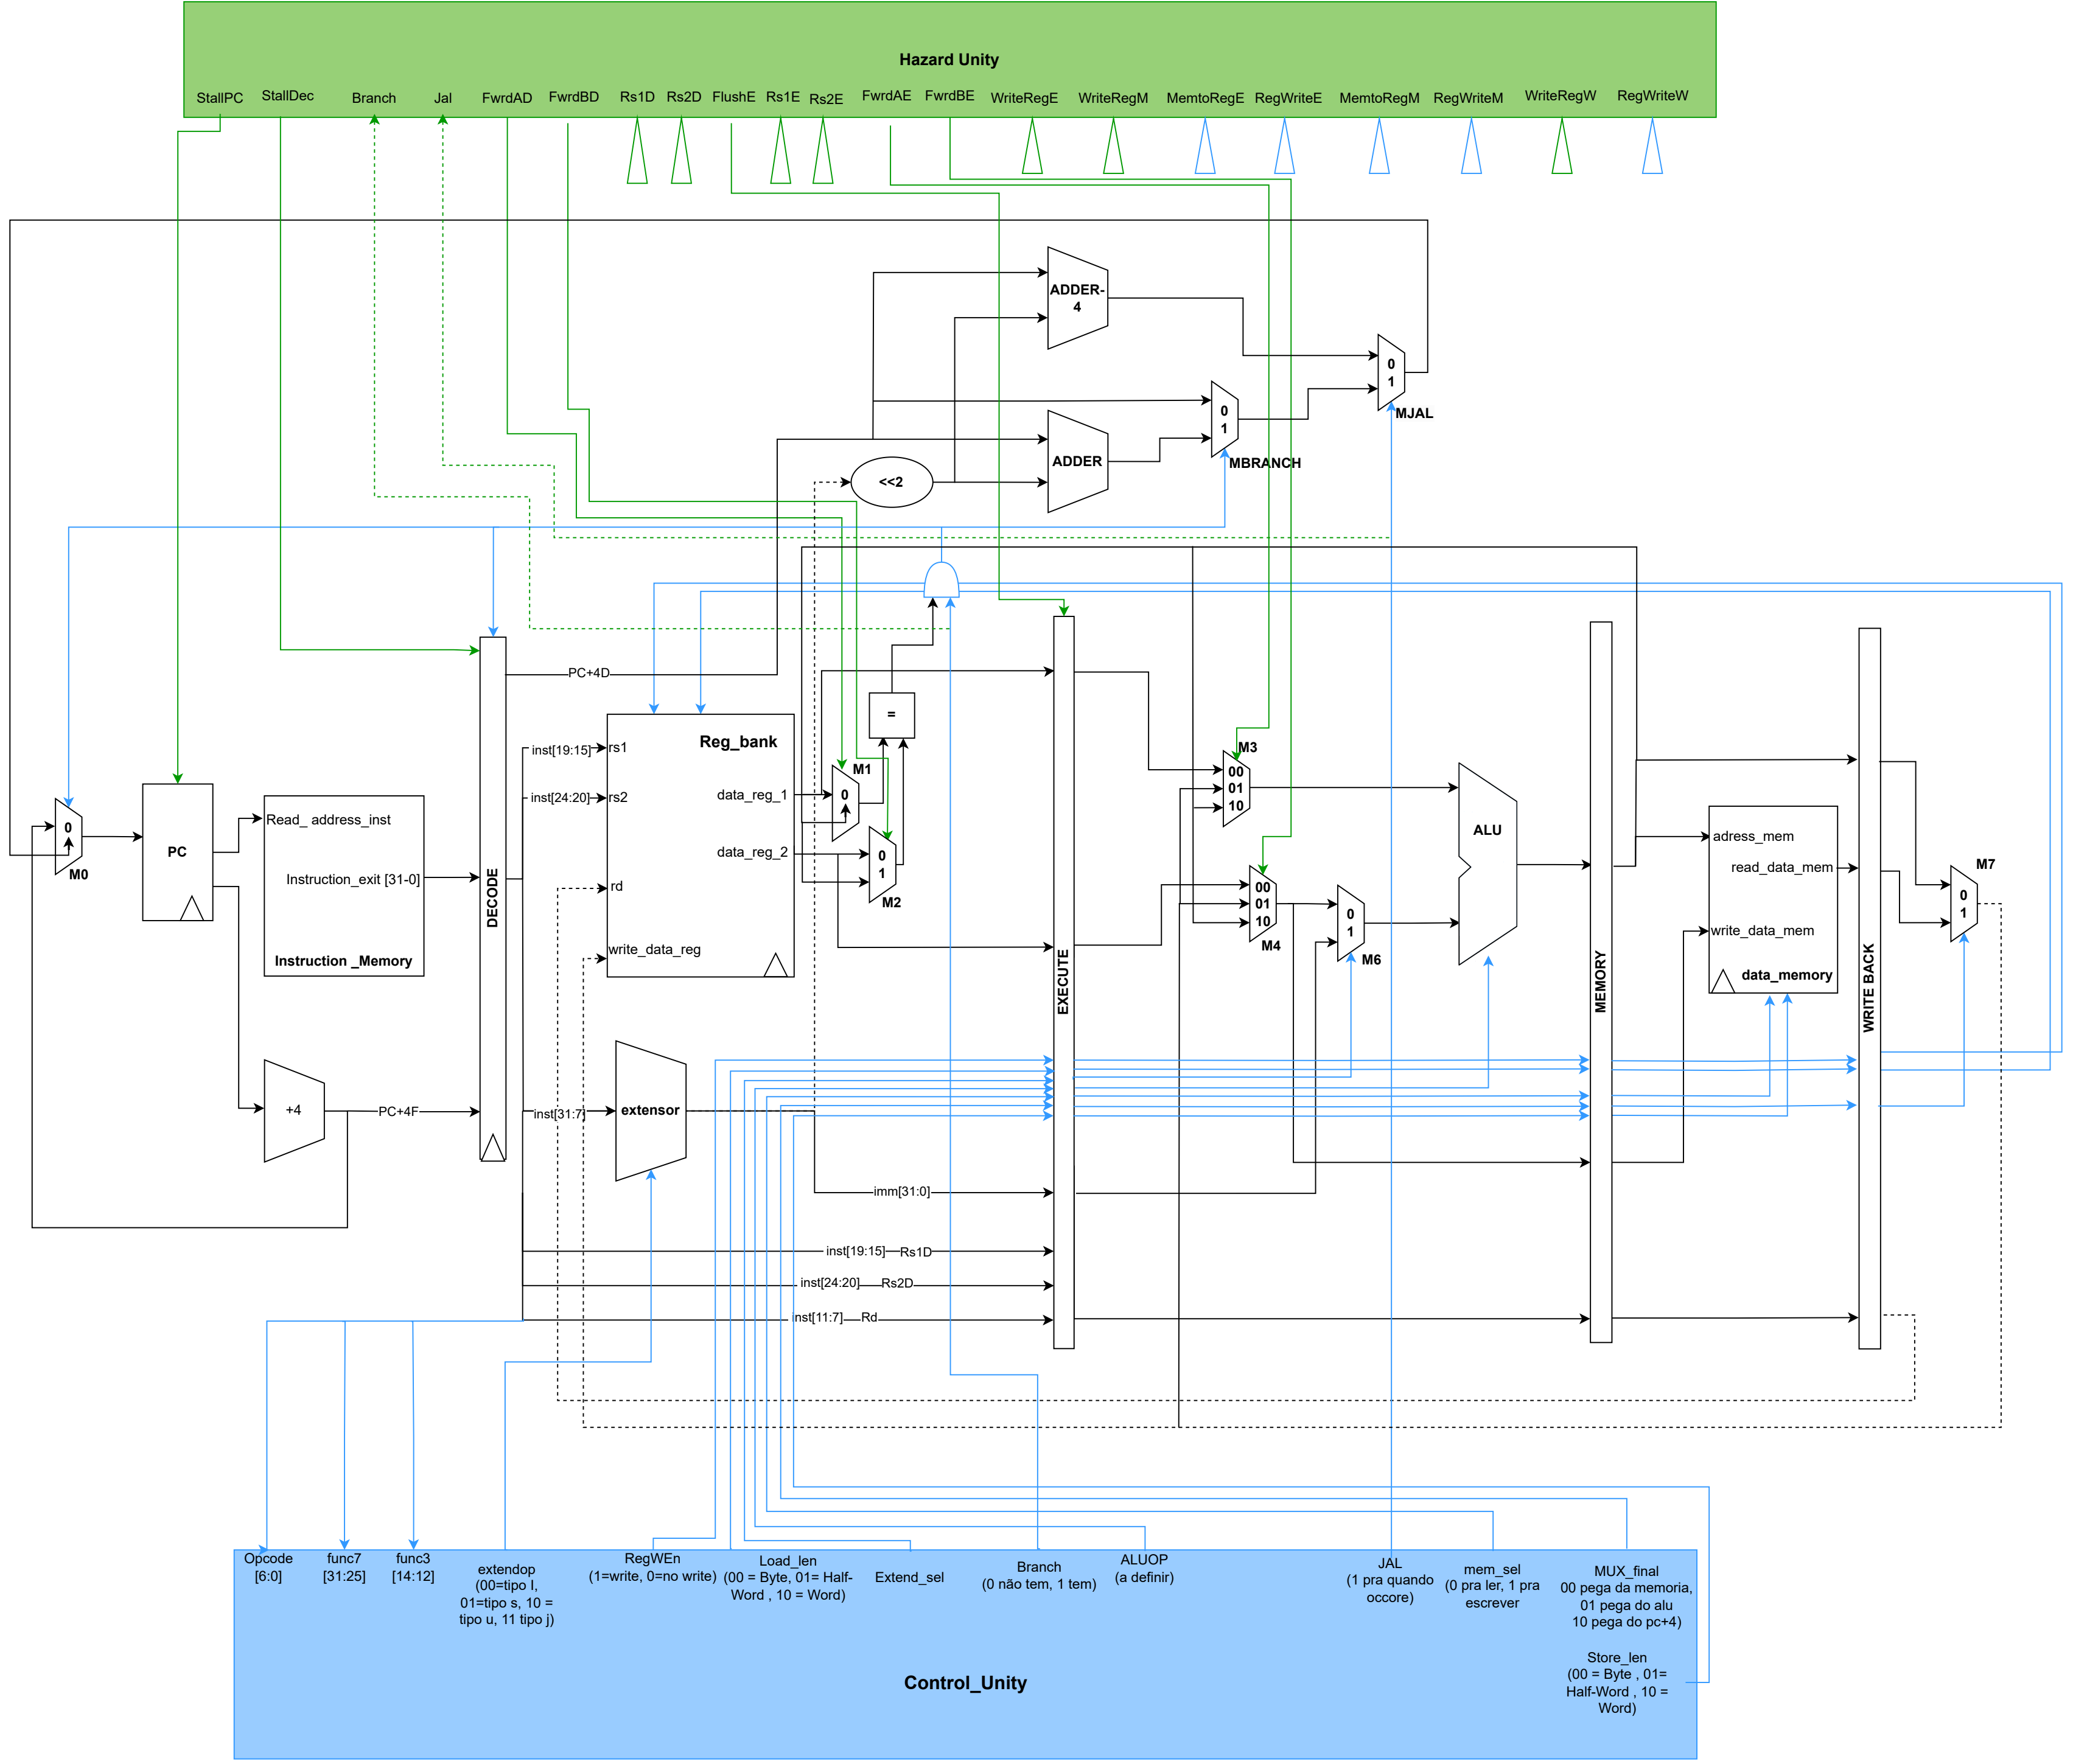 Hazard Unity
StallPC
StallDec
Branch
Jal
FwrdAD
FwrdBD
Rs1D
Rs2D
FlushE
Rs1E
Rs2E
FwrdAE
FwrdBE
WriteRegE
WriteRegM
MemtoRegE
RegWriteE
MemtoRegM
RegWriteM
WriteRegW
RegWriteW
ADDER-
4
0
1
MJAL
0
1
MBRANCH
ADDER
<<2
PC+4D
=
0
M0
PC
Read_ address_inst
Instruction_exit [31-0]
Instruction _Memory
+4
PC+4F
DECODE
inst[19:15]
rs1
inst[24:20]
rs2
Reg_bank
data_reg_1
data_reg_2
rd
write_data_reg
M1
0
0
1
M2
inst[31:7]
extensor
imm[31:0]
inst[19:15]
Rs1D
inst[24:20]
Rs2D
nst[11:7]
Rd
EXECUTE
M3
00
01
10
00
01
10
M4
0
1
M6
ALU
MEMORY
adress_mem
read_data_mem
write_data_mem
data_memory
WRITE BACK
M7
0
1
Opcode
[6:0]
func7
[31:25]
func3
[14:12]
extendop
(00=tipo I,
01=tipo s, 10 =
tipo u, 11 tipo j)
RegWEn
(1=write, 0=no write)
Load_len
(00 = Byte, 01= Half-
Word , 10 = Word)
Extend_sel
Branch
(0 não tem, 1 tem)
ALUOP
(a definir)
JAL
(1 pra quando
occore)
mem_sel
(0 pra ler, 1 pra
escrever
MUX_final
00 pega da memoria,
01 pega do alu
10 pega do pc+4)
Store_len
(00 = Byte , 01=
Half-Word , 10 =
Word)
Control_Unity